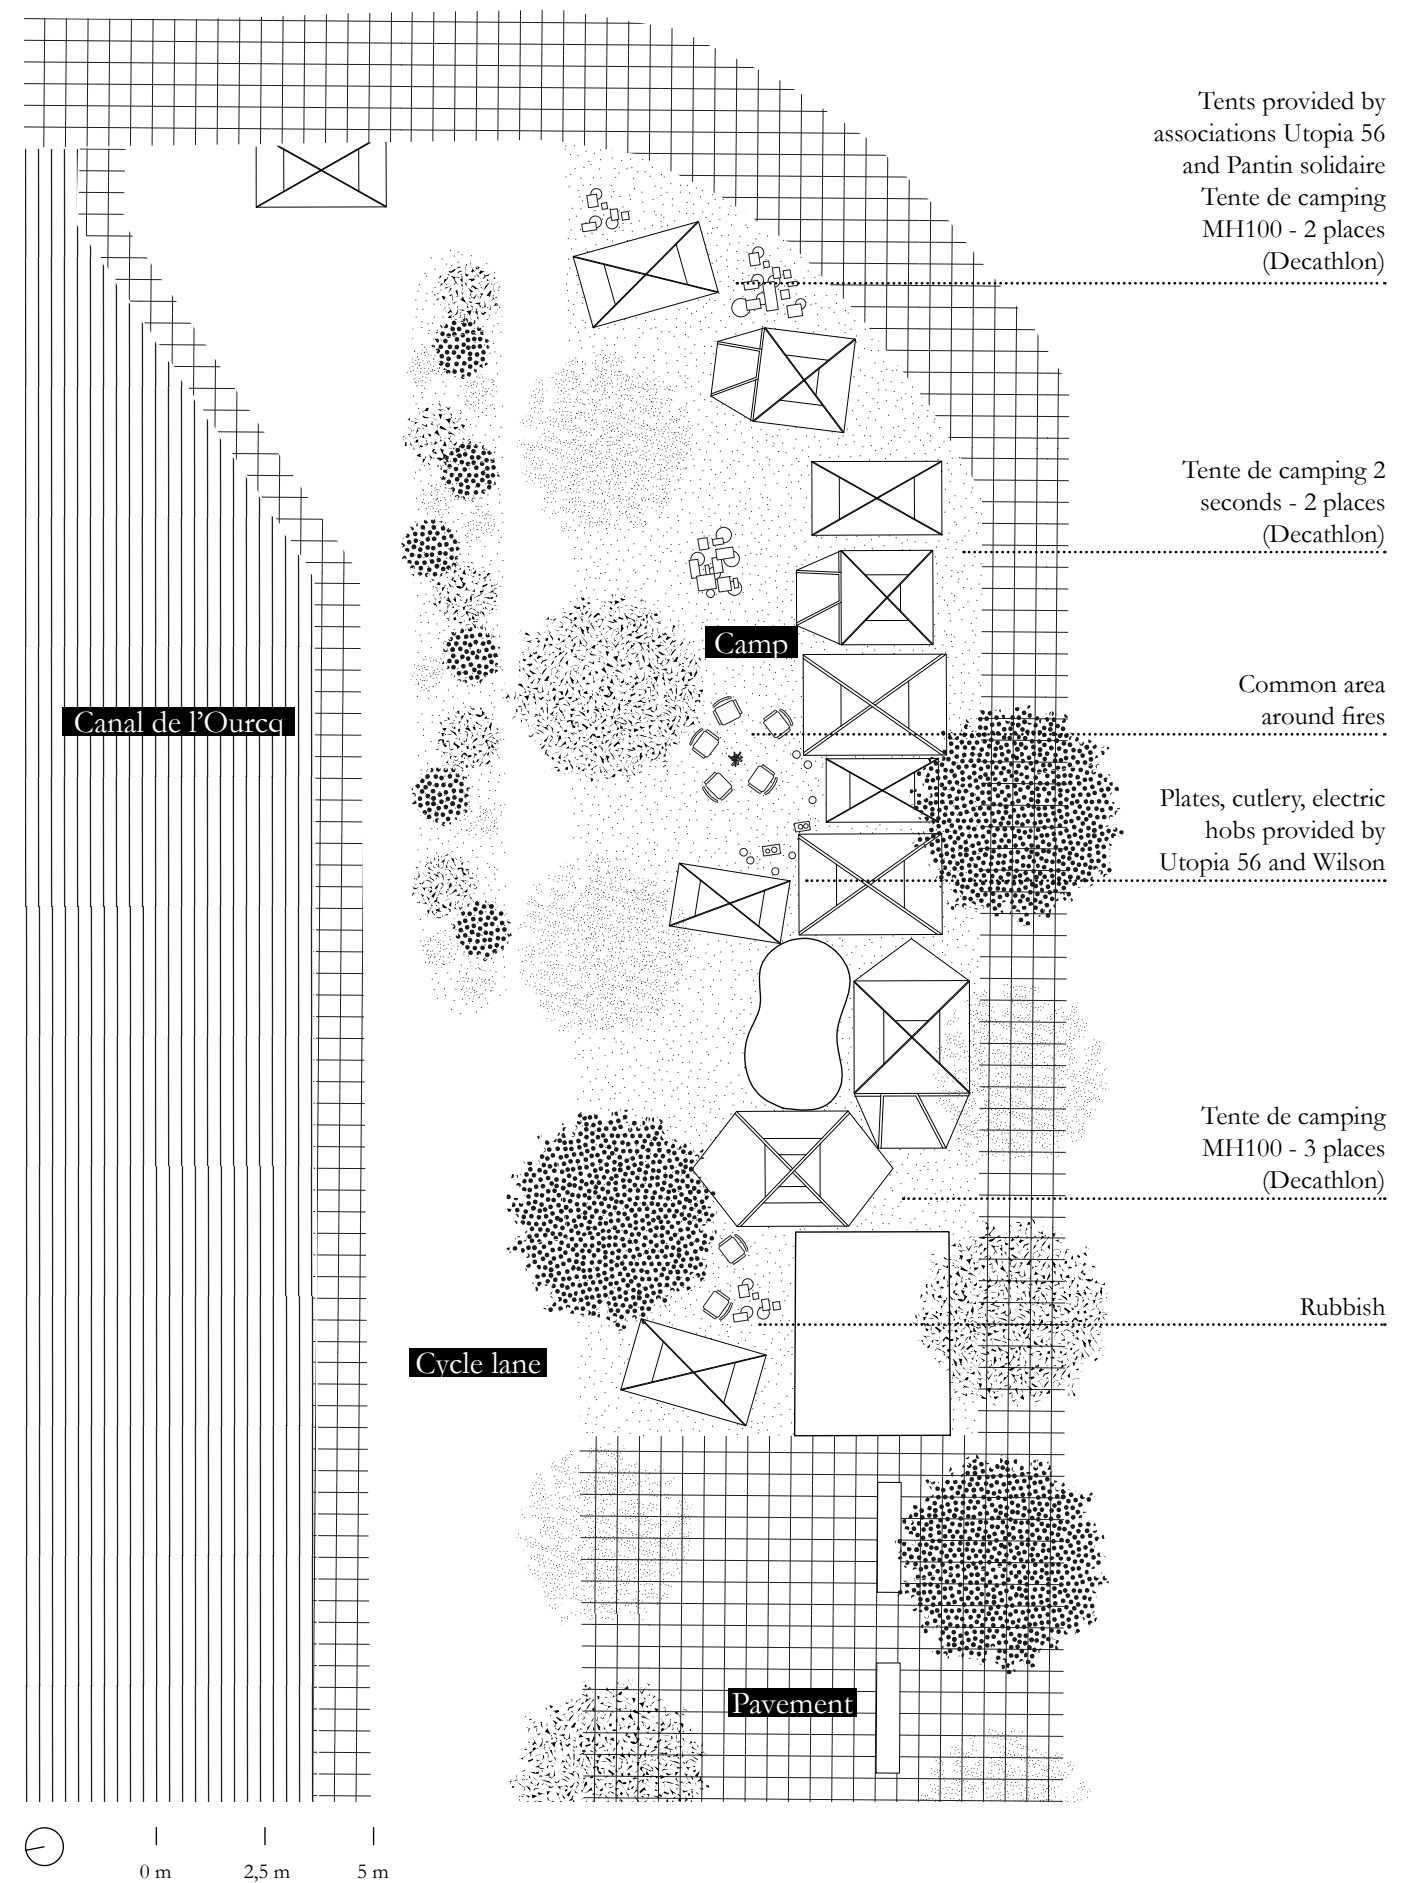 Tents provided by
associations Utopia 56
and Pantin solidaire
Tente de camping
MH100 - 2 places
(Decathlon)
Tente de camping 2
seconds - 2 places
(Decathlon)
Camp
Common area
around fires
Canal de l’Ourcq
Plates, cutlery, electric
hobs provided by
Utopia 56 and Wilson
Tente de camping
MH100 - 3 places
(Decathlon)
Rubbish
Cycle lane
Pavement
0 m
2,5 m
5 m